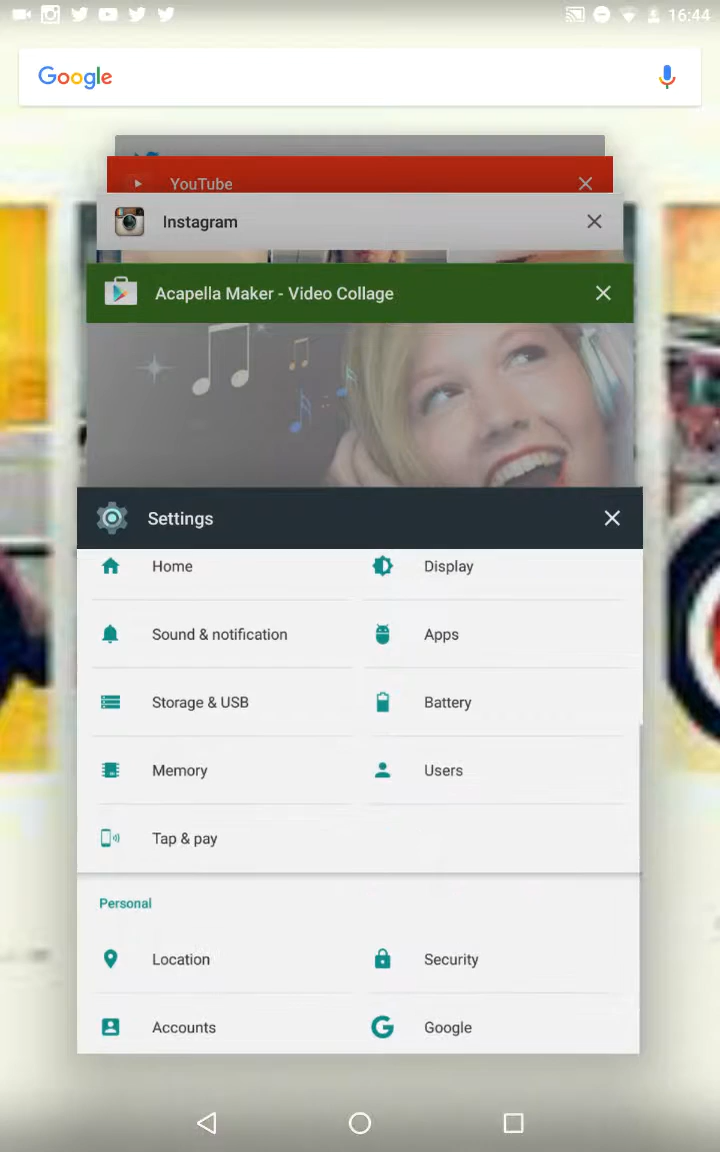 16:44
Google
YouTube
Instagram
Acapella Maker - Video Collage
Settings
Home
Display
Sound & notification
Apps
Storage & USB
Battery
Memory
Users
Tap & pay
Personal
Location
Security
Accounts
Google